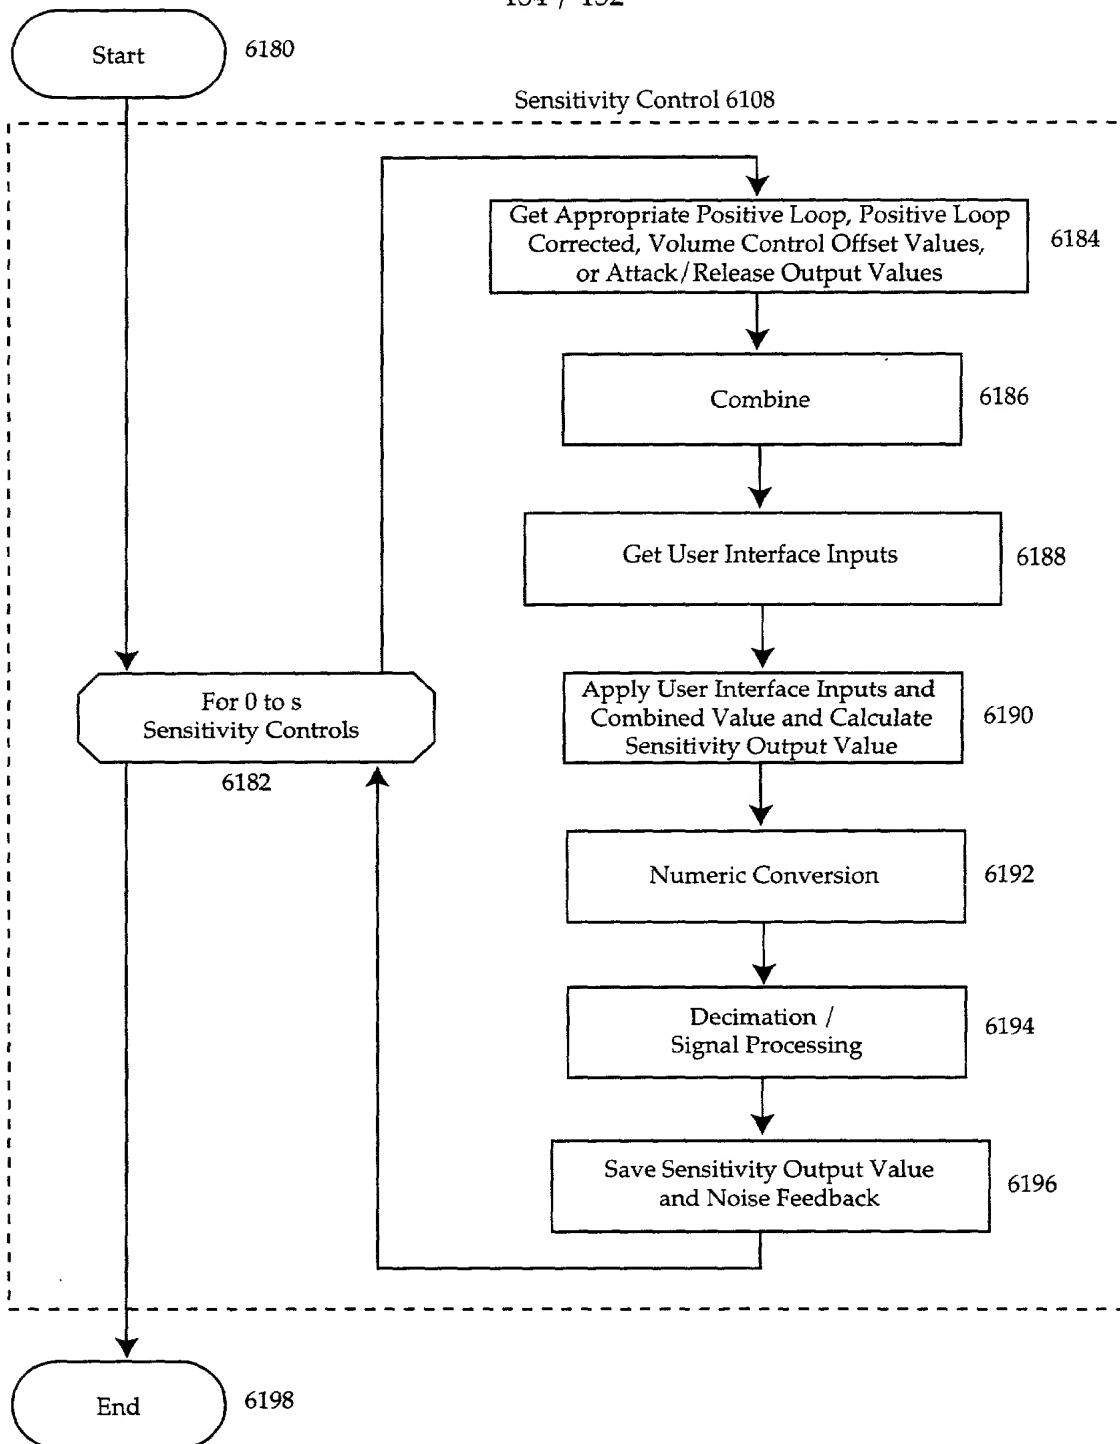 Start
6180
Sensitivity Control 6108
Get Appropriate Positive Loop, Positive Loop
Corrected, Volume Control Offset Values,
or Attack/Release Output Values
6184
Combine
6186
Get User Interface Inputs
6188
For 0 to s
Sensitivity Controls
6182
Apply User Interface Inputs and
Combined Value and Calculate
Sensitivity Output Value
6190
Numeric Conversion
6192
Decimation /
Signal Processing
6194
Save Sensitivity Output Value
and Noise Feedback
6196
End
6198